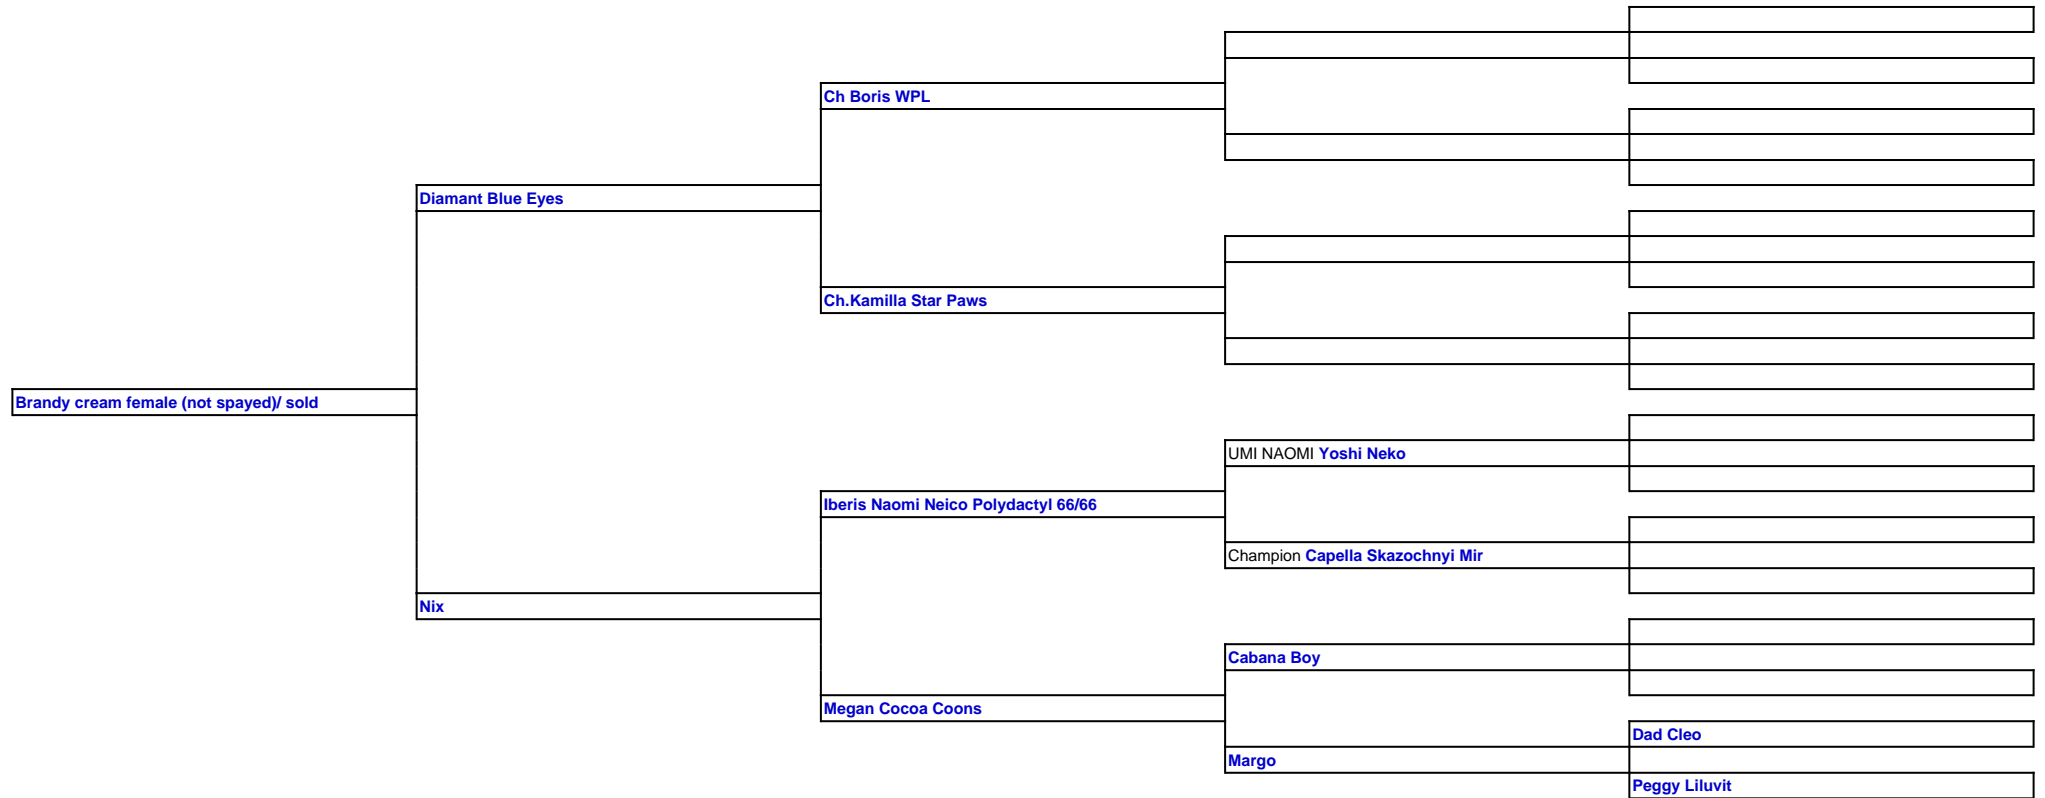 Ch Boris WPL
Diamant Blue Eyes
Ch.Kamilla Star Paws
Brandy cream female (not spayed)/ sold
UMI NAOMI Yoshi Neko
Iberis Naomi Neico Polydactyl 66/66
Champion Capella Skazochnyi Mir
Nix
Cabana Boy
Megan Cocoa Coons
Dad Cleo
Margo
Peggy Liluvit